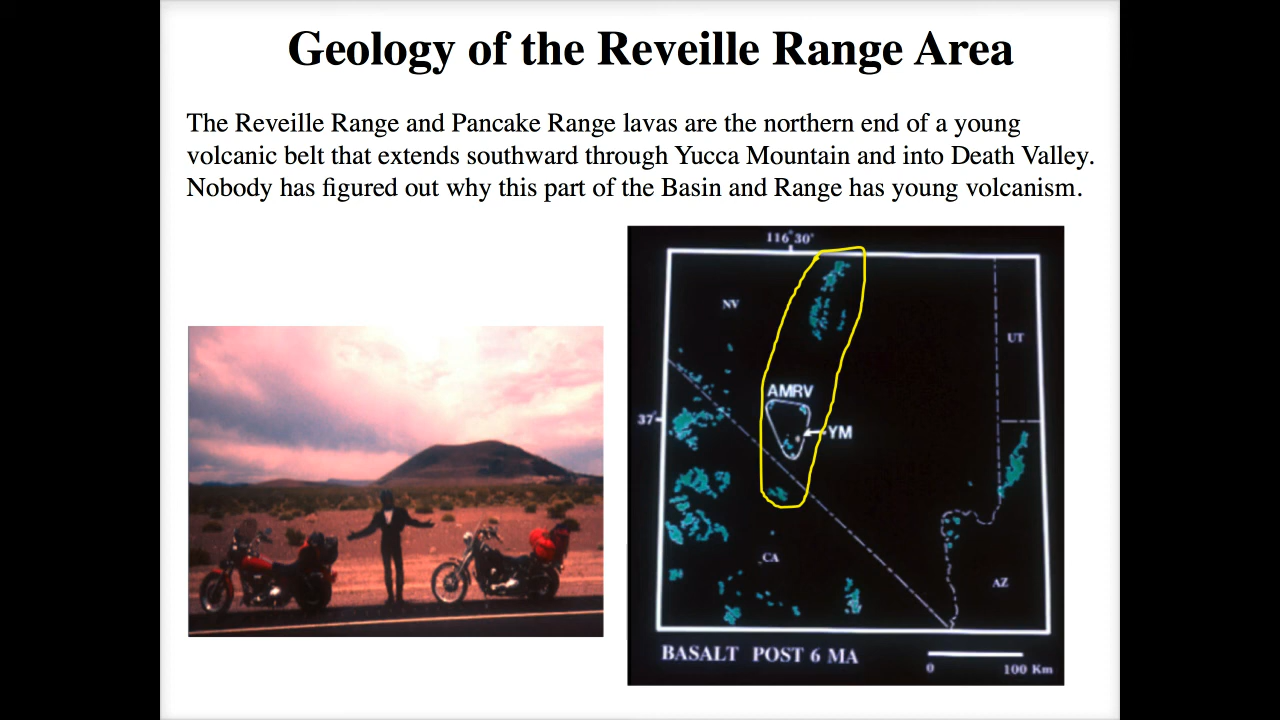 Geology of the Reveille Range Area
The Reveille Range and Pancake Range lavas are the northern end of a young
volcanic belt that extends southward through Yucca Mountain and into Death Valley.
Nobody has figured out why this part of the Basin and Range has young volcanism.
116°30'
NV
UT
AMRV
37°
YM
CA
AZ
BASALT POST 6 MA
0 100 Km